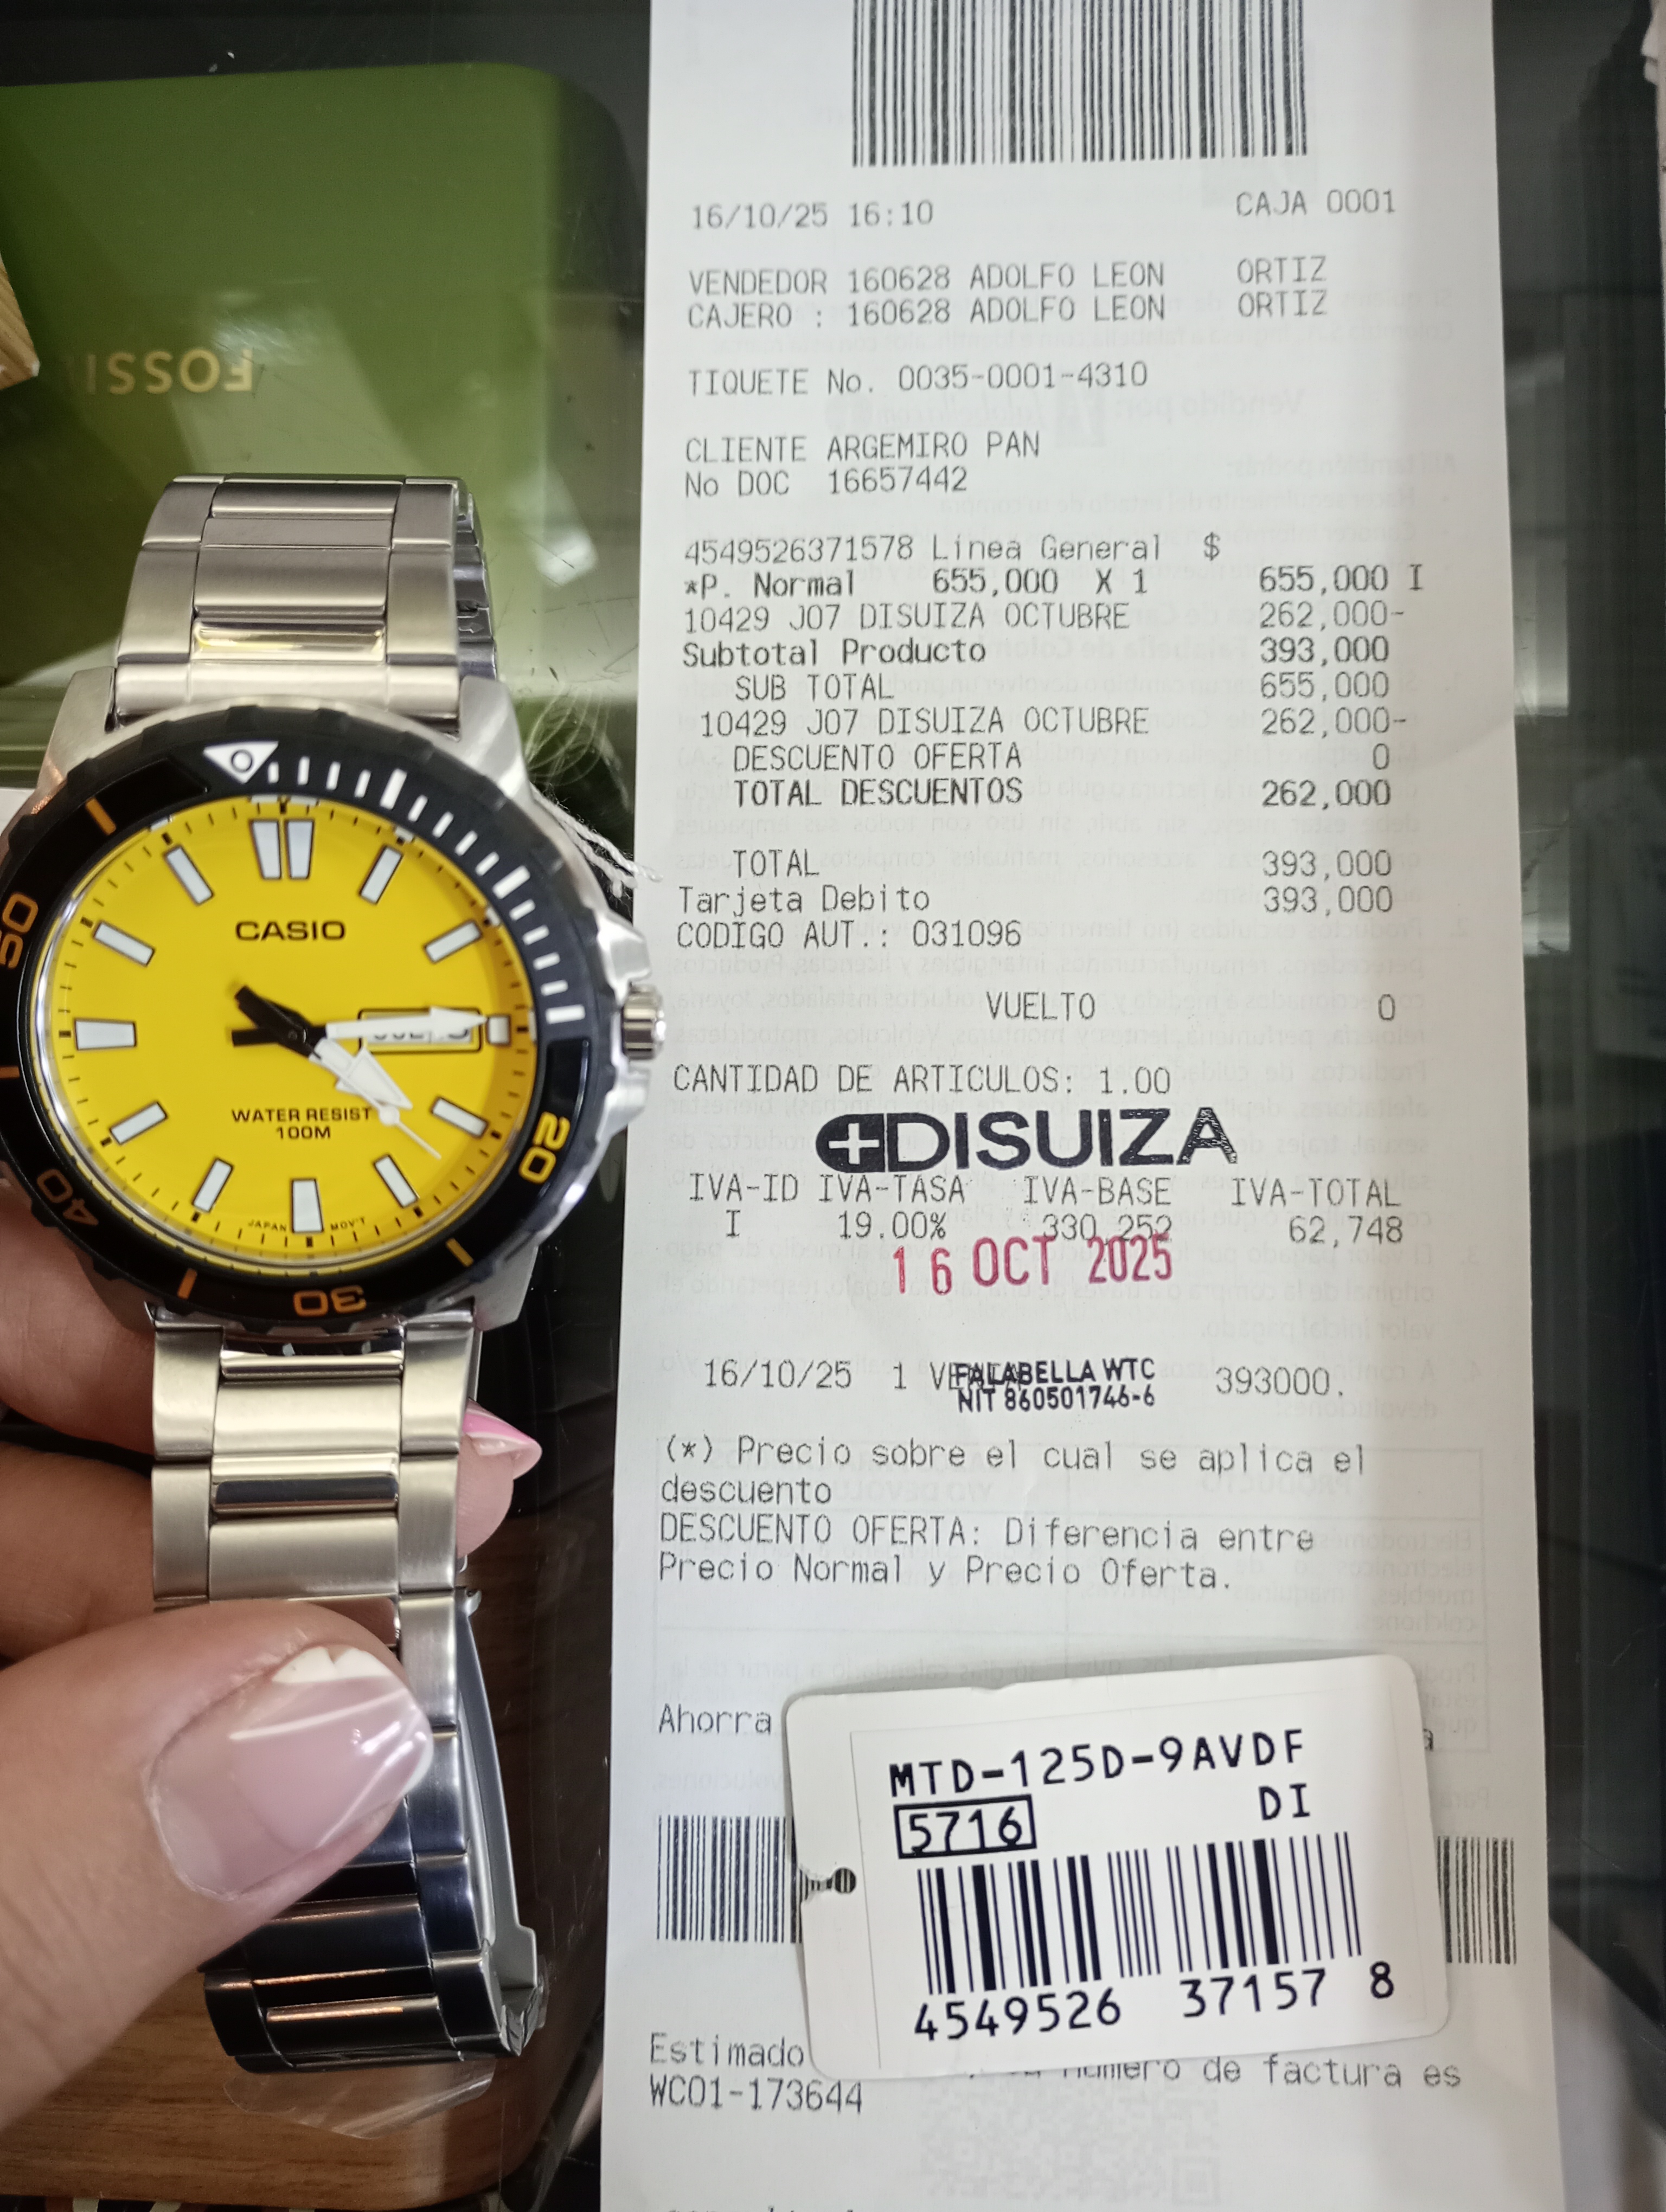 FOSSI
16/10/25 16:10 CAJA 0001
VENDEDOR 160628 ADOLFO LEON ORTIZ
CAJERO : 160628 ADOLFO LEON ORTIZ
TIQUETE No. 0035-0001-4310
CLIENTE ARGEMIRO PAN
No DOC 16657442
4549526371578 Linea General $
*P. Normal 655,000 X 1 655,000 I
10429 J07 DISUIZA OCTUBRE 262,000-
Subtotal Producto 393,000
SUB TOTAL 655,000
10429 J07 DISUIZA OCTUBRE 262,000-
DESCUENTO OFERTA 0
TOTAL DESCUENTOS 262,000
TOTAL 393,000
Tarjeta Debito 393,000
CODIGO AUT.: 031096
VUELTO 0
CANTIDAD DE ARTICULOS: 1.00
DISUIZA
IVA-ID IVA-TASA IVA-BASE IVA-TOTAL
I 19.00% 330,252 62,748
16 OCT 2025
16/10/25 1 393000.
FALABELLA WTC
NIT 860501746-6
(*) Precio sobre el cual se aplica el
descuento
DESCUENTO OFERTA: Diferencia entre
Precio Normal y Precio Oferta.
Ahorra
MTD-125D-9AVDF
5716 DI
4549526 37157 8
Estimado
número de factura es
WC01-173644
CASIO
WATER RESIST
100M
JAPAN MOV'T
20
30
40
50